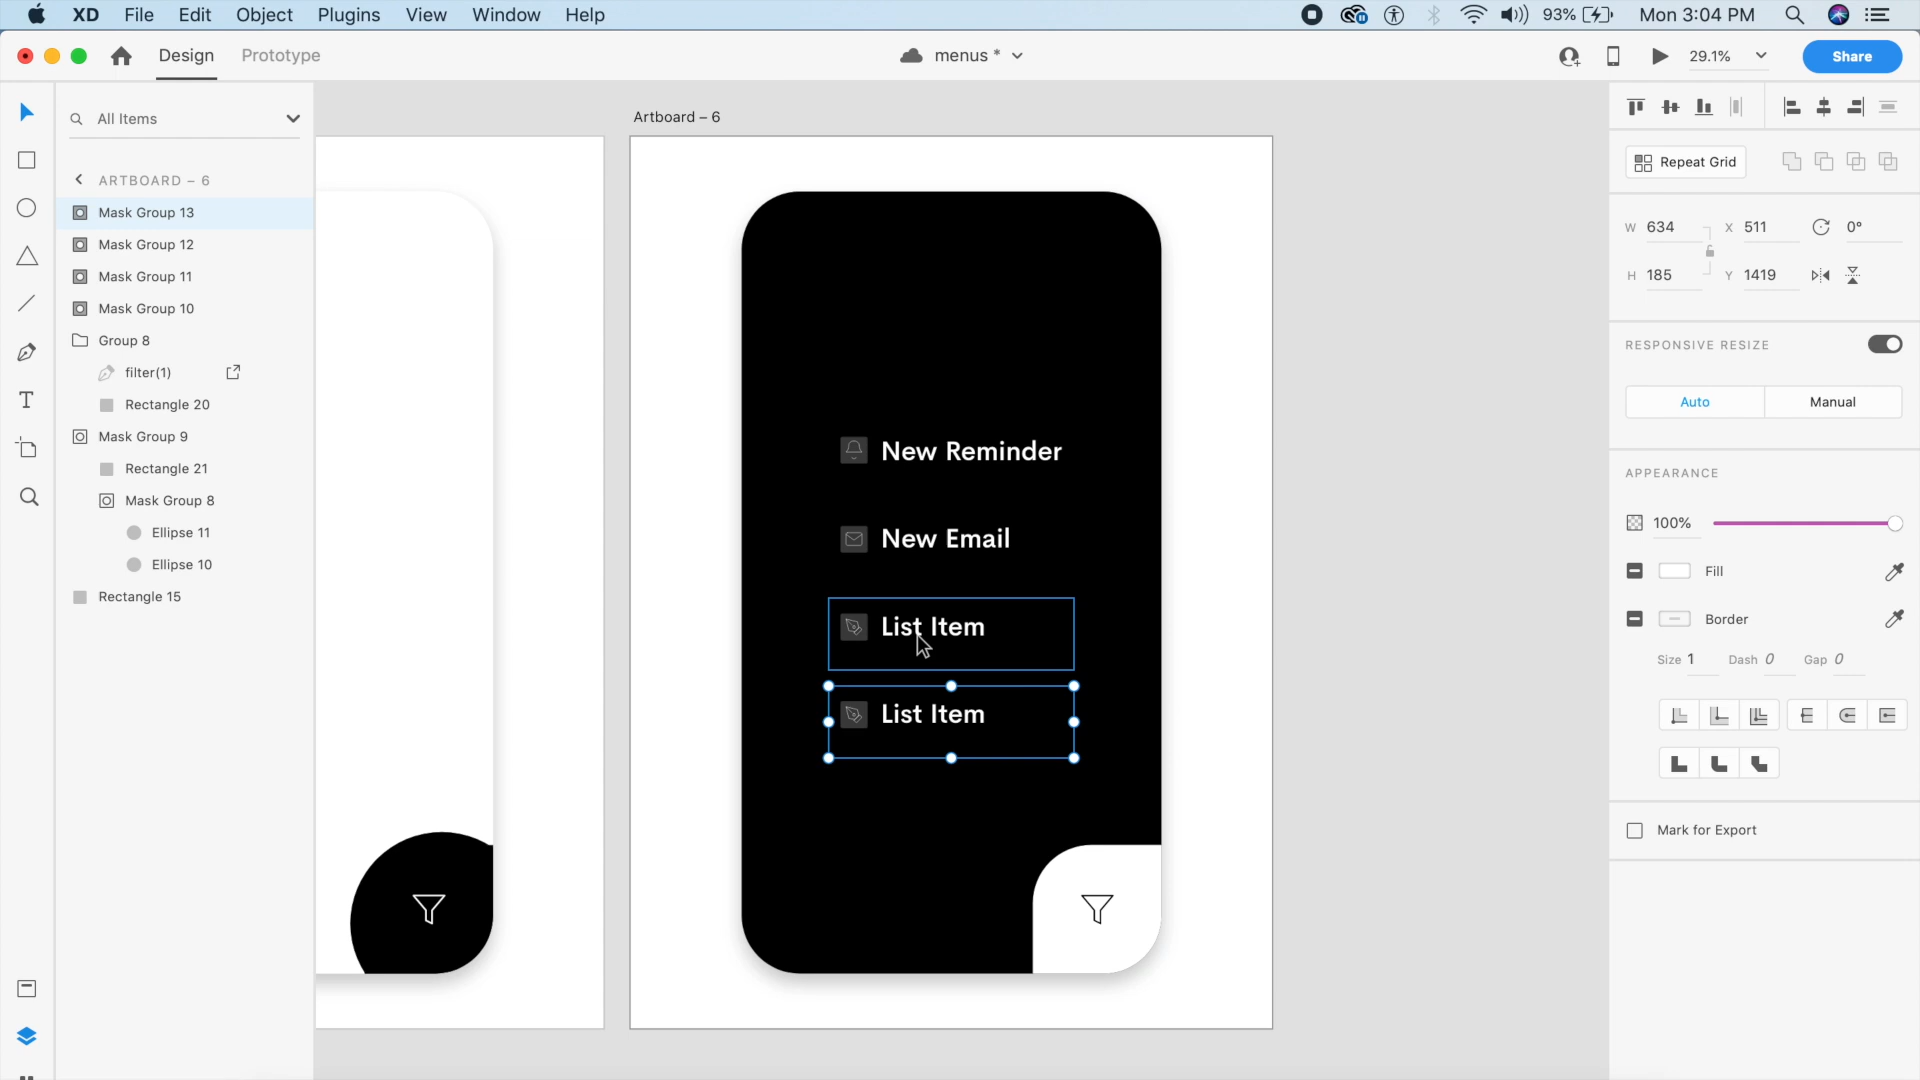 XD File Edit Object Plugins View Window Help 93% Mon 3:04 PM
Design Prototype menus * 29.1% Share
All Items
ARTBOARD – 6
Mask Group 13
Mask Group 12
Mask Group 11
Mask Group 10
Group 8
filter(1)
Rectangle 20
Mask Group 9
Rectangle 21
Mask Group 8
Ellipse 11
Ellipse 10
Rectangle 15
Artboard – 6
New Reminder
New Email
List Item
List Item
Repeat Grid
W 634 X 511 0°
H 185 Y 1419
RESPONSIVE RESIZE
Auto Manual
APPEARANCE
100%
Fill
Border
Size 1 Dash 0 Gap 0
Mark for Export